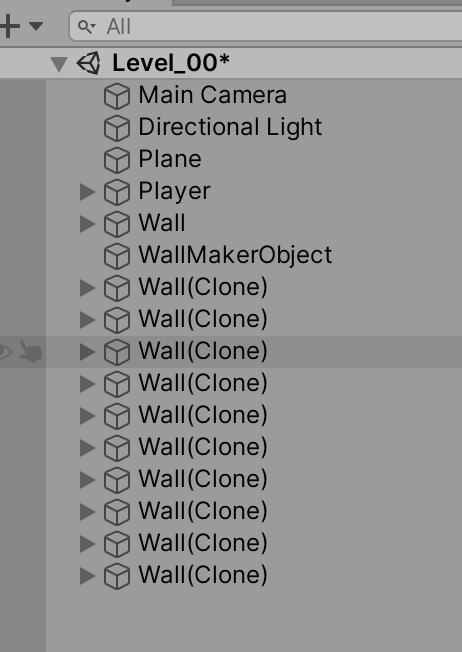 All
Level_00*
Main Camera
Directional Light
Plane
Player
Wall
WallMakerObject
Wall(Clone)
Wall(Clone)
Wall(Clone)
Wall(Clone)
Wall(Clone)
Wall(Clone)
Wall(Clone)
Wall(Clone)
Wall(Clone)
Wall(Clone)